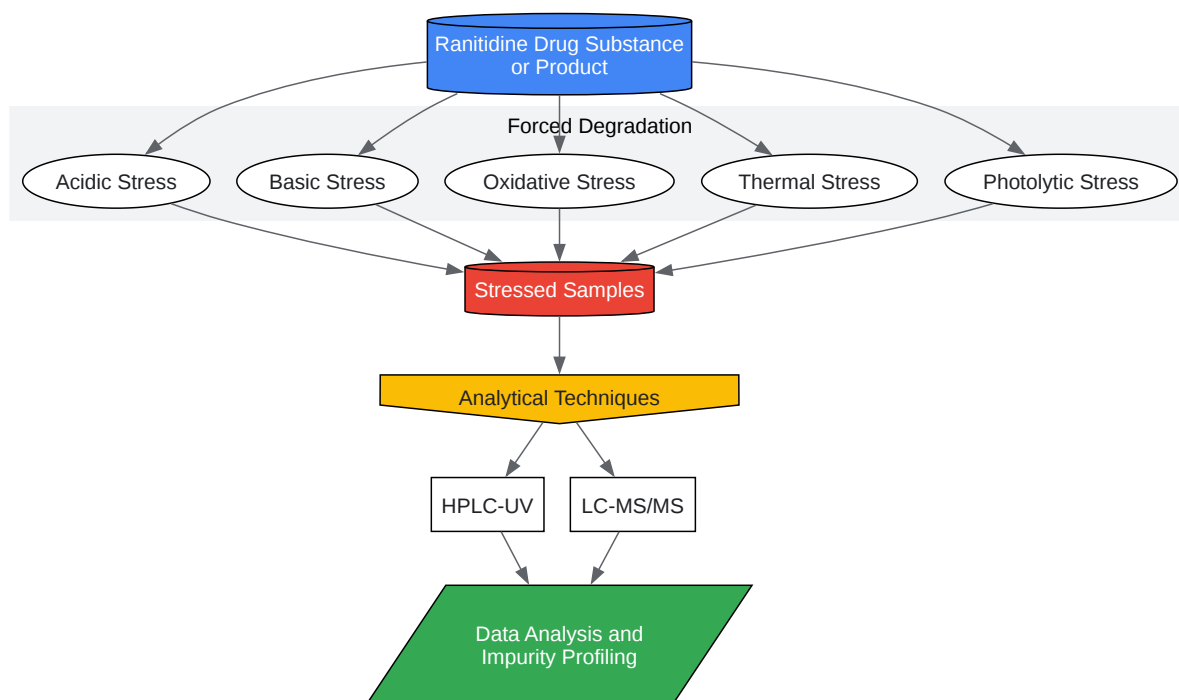 Ranitidine Drug Substance
or Product
Forced Degradation
Acidic Stress
Basic Stress
Oxidative Stress
Thermal Stress
Photolytic Stress
Stressed Samples
Analytical Techniques
HPLC-UV
LC-MS/MS
Data Analysis and
Impurity Profiling